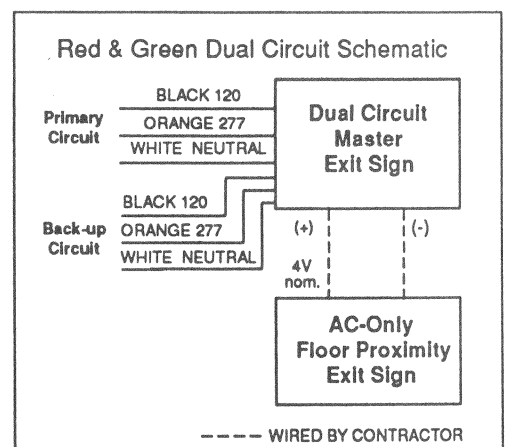 Red & Green Dual Circuit Schematic
Primary
Circuit
BLACK 120
ORANGE 277
WHITE NEUTRAL
Dual Circuit
Master
Exit Sign
Back-up
Circuit
BLACK 120
ORANGE 277
WHITE NEUTRAL
(+)
(-)
4V
nom.
AC-Only
Floor Proximity
Exit Sign
WIRED BY CONTRACTOR